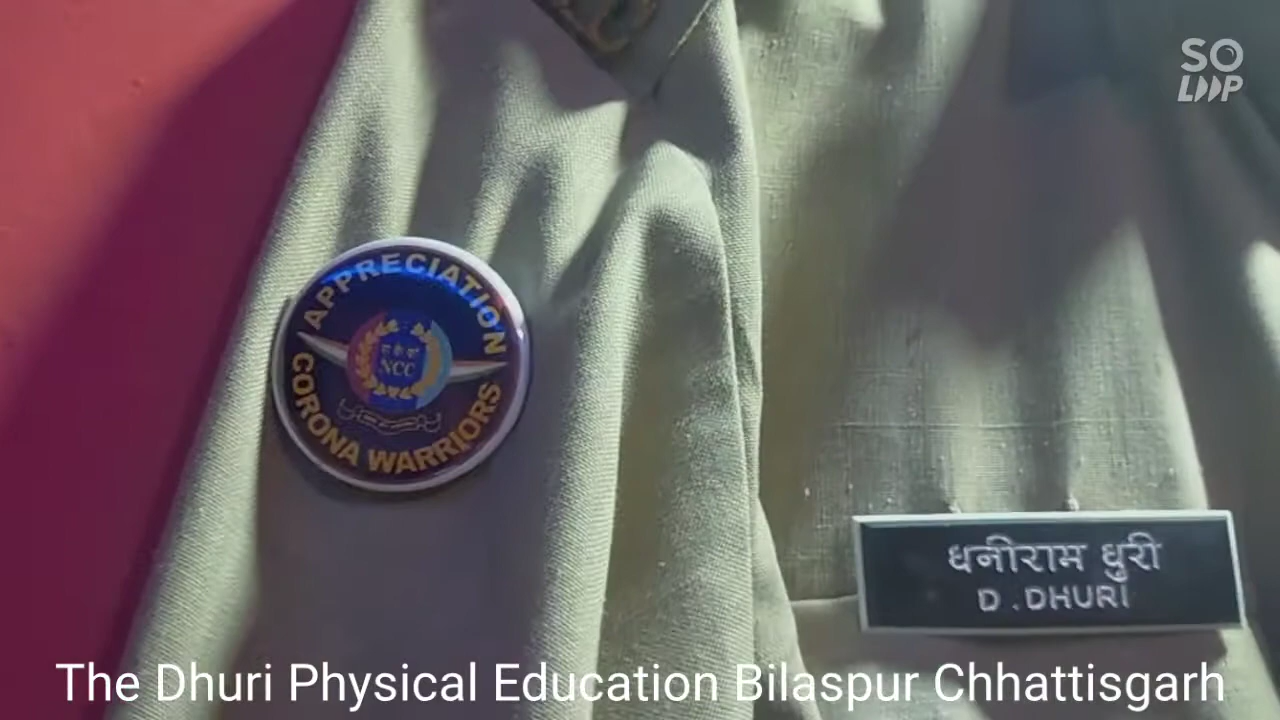 SO
LOOP
APPRECIATION
रा कै को
NCC
CORONA WARRIORS
धनीराम धुरी
D . DHURI
The Dhuri Physical Education Bilaspur Chhattisgarh